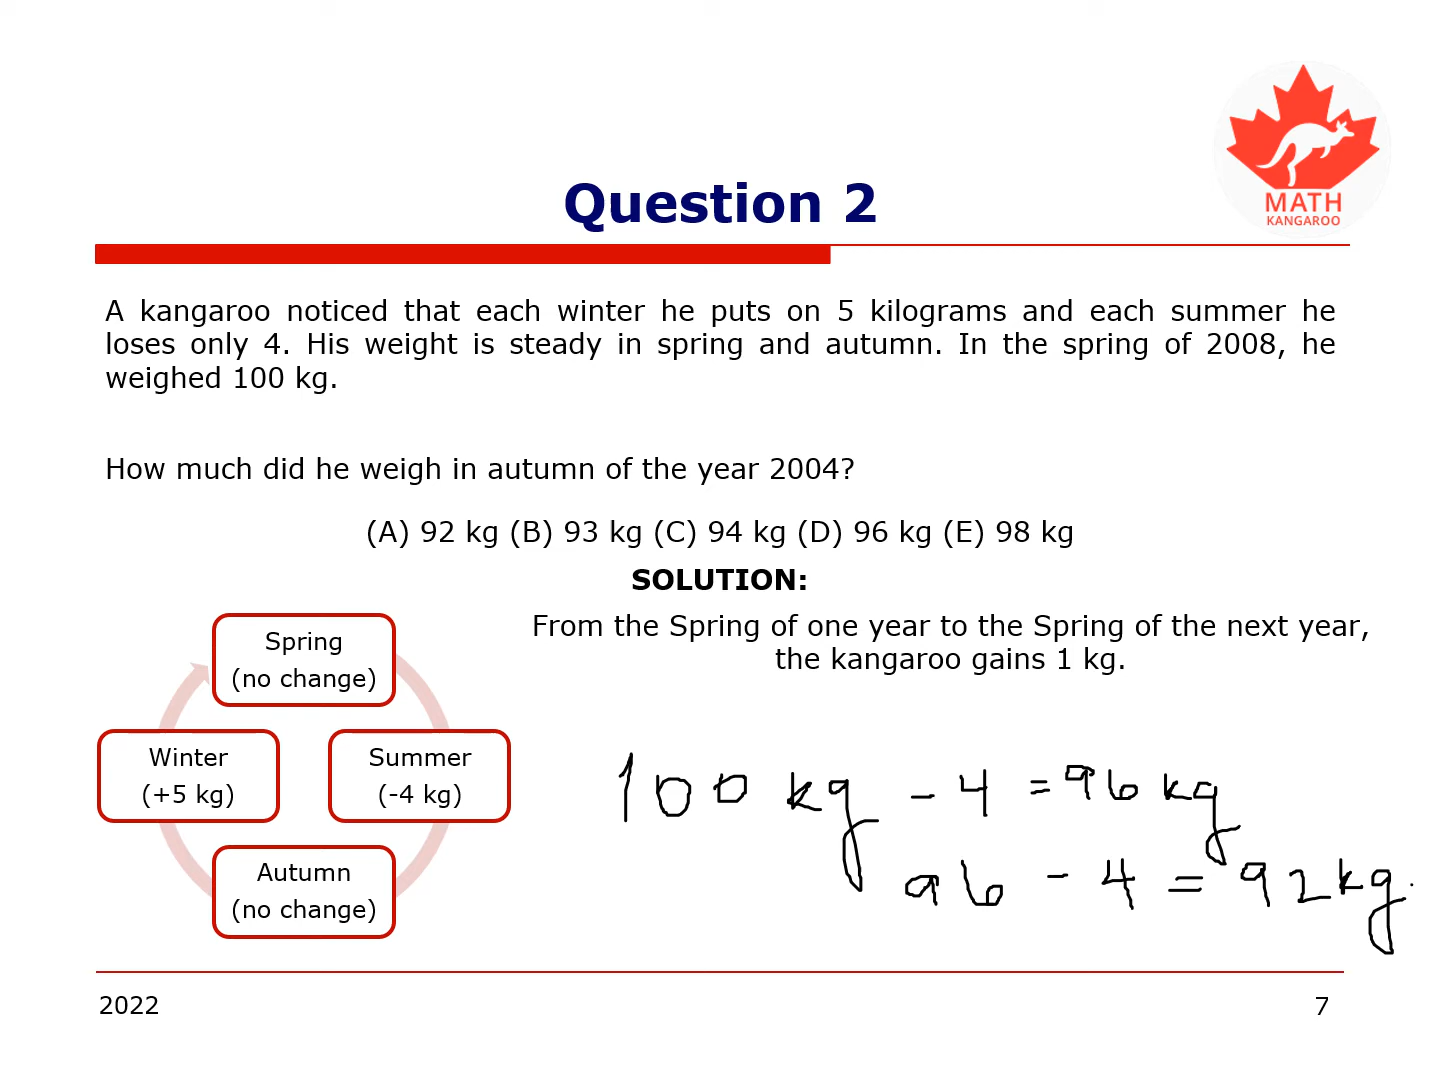 MATH
KANGAROO
Question 2
A kangaroo noticed that each winter he puts on 5 kilograms and each summer he
loses only 4. His weight is steady in spring and autumn. In the spring of 2008, he
weighed 100 kg.
How much did he weigh in autumn of the year 2004?
(A) 92 kg (B) 93 kg (C) 94 kg (D) 96 kg (E) 98 kg
SOLUTION:
From the Spring of one year to the Spring of the next year,
the kangaroo gains 1 kg.
Spring
(no change)
Winter
(+5 kg)
Summer
(-4 kg)
Autumn
(no change)
100 kg - 4 = 96 kg
96 - 4 = 92kg.
2022
7